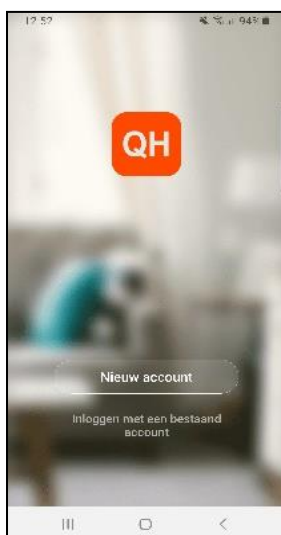 12:52
94%
QH
Nieuw account
Inloggen met een bestaand
account